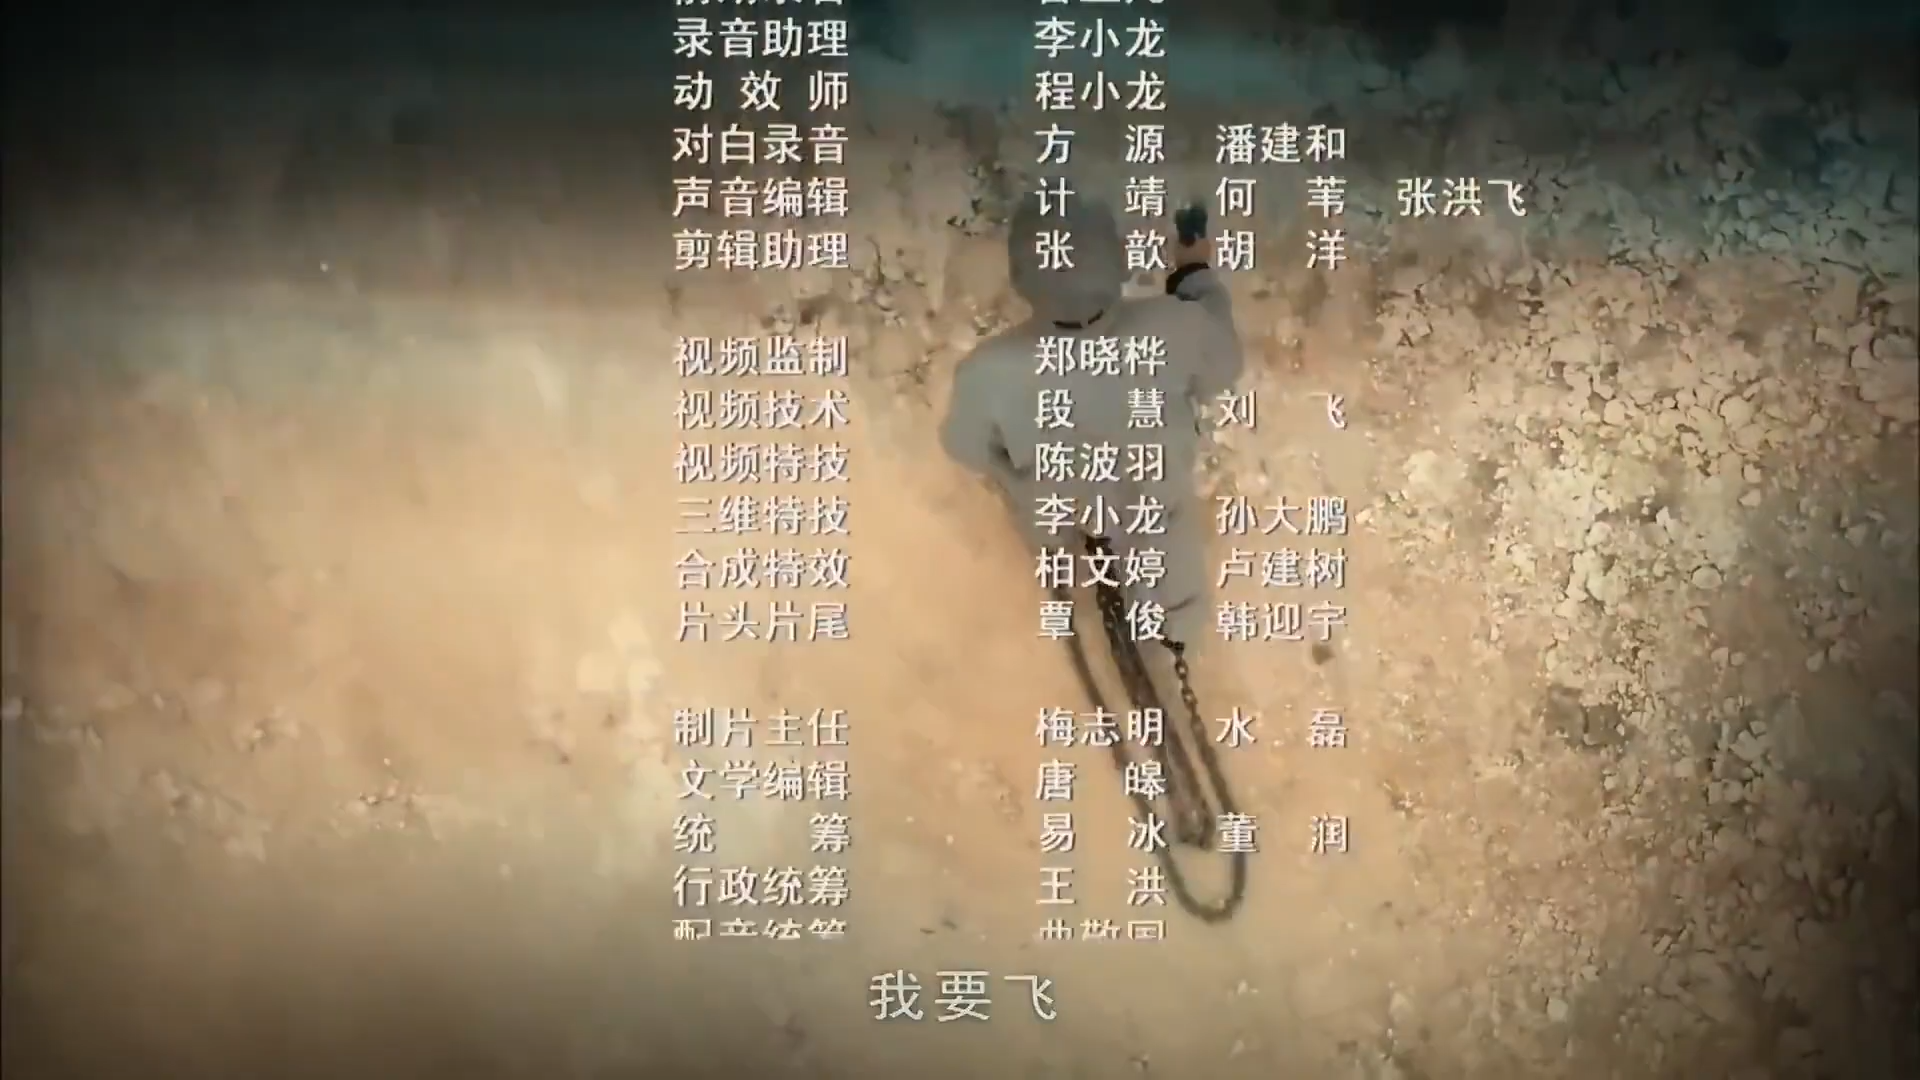 录音助理 李小龙
动效师 程小龙
对白录音 方源 潘建和
声音编辑 计靖 何苇 张洪飞
剪辑助理 张歆 胡洋
视频监制 郑晓桦
视频技术 段慧 刘飞
视频特技 陈波羽
三维特技 李小龙 孙大鹏
合成特效 柏文婷 卢建树
片头片尾 覃俊 韩迎宇
制片主任 梅志明 水磊
文学编辑 唐皞
统筹 易冰 董润
行政统筹 王洪
配音统筹
我要飞